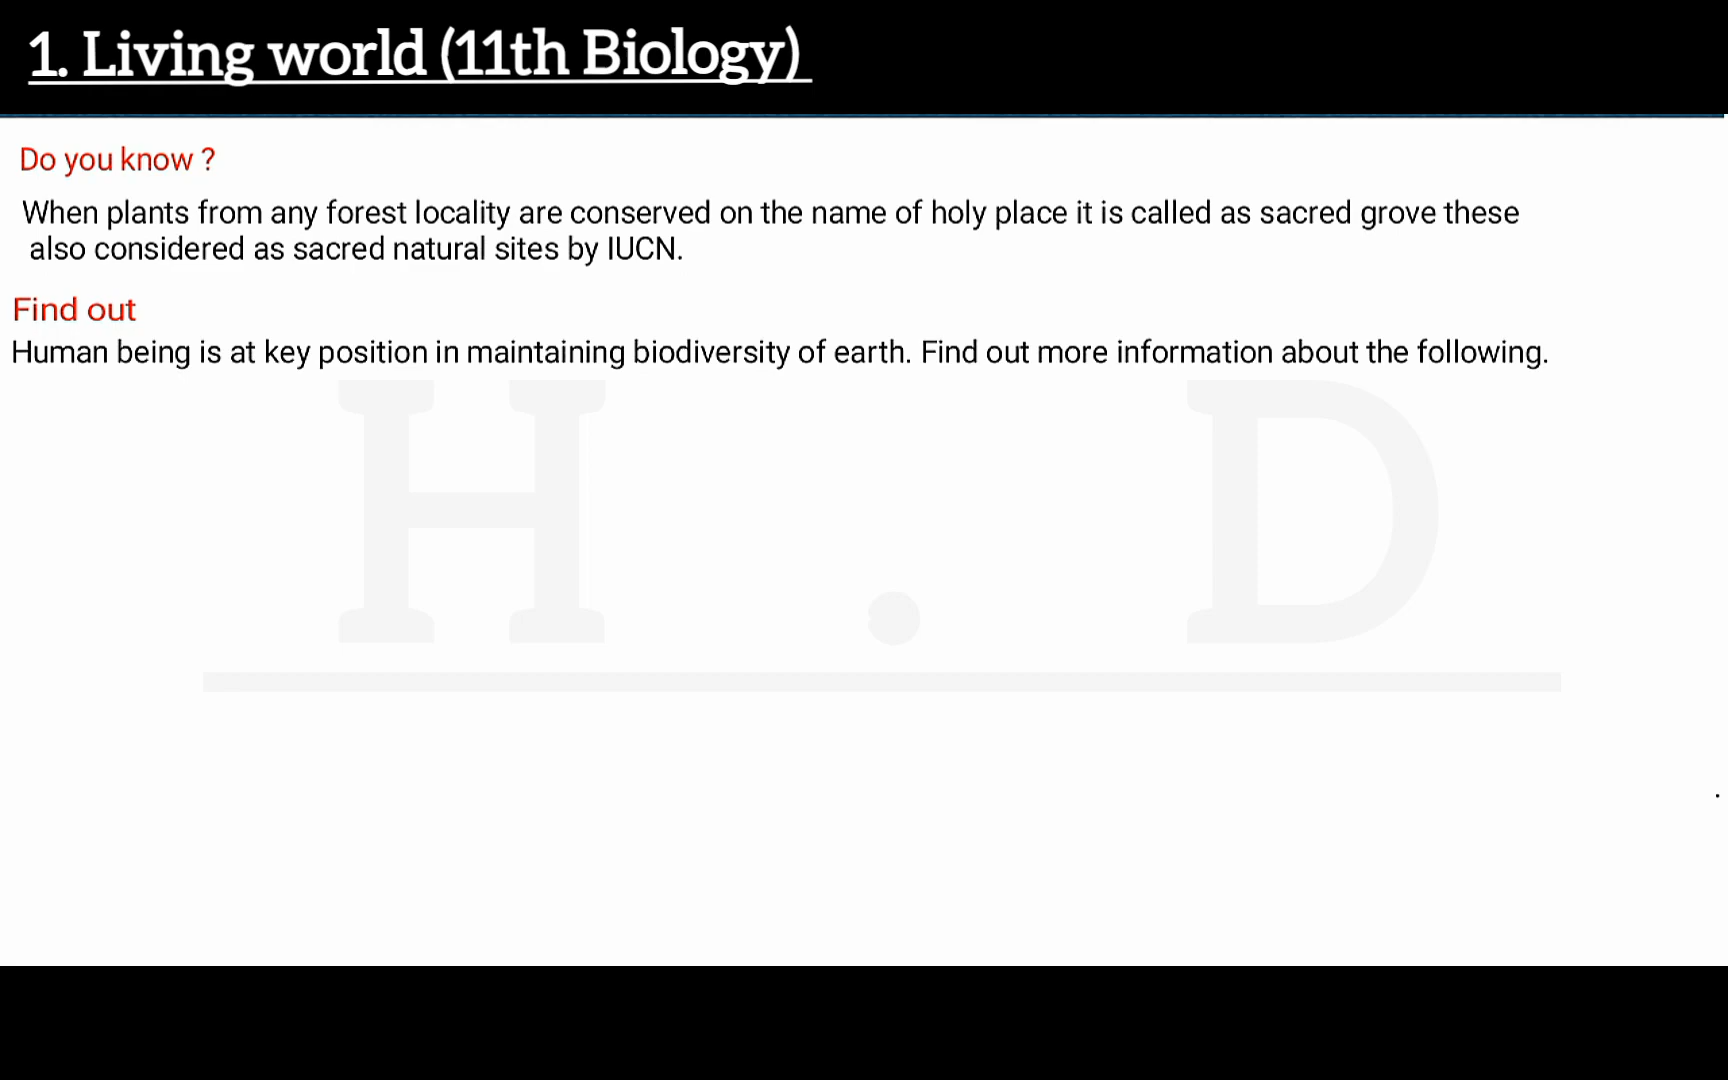 1. Living world (11th Biology)
Do you know ?
When plants from any forest locality are conserved on the name of holy place it is called as sacred grove these
also considered as sacred natural sites by IUCN.
Find out
Human being is at key position in maintaining biodiversity of earth. Find out more information about the following.
H . D